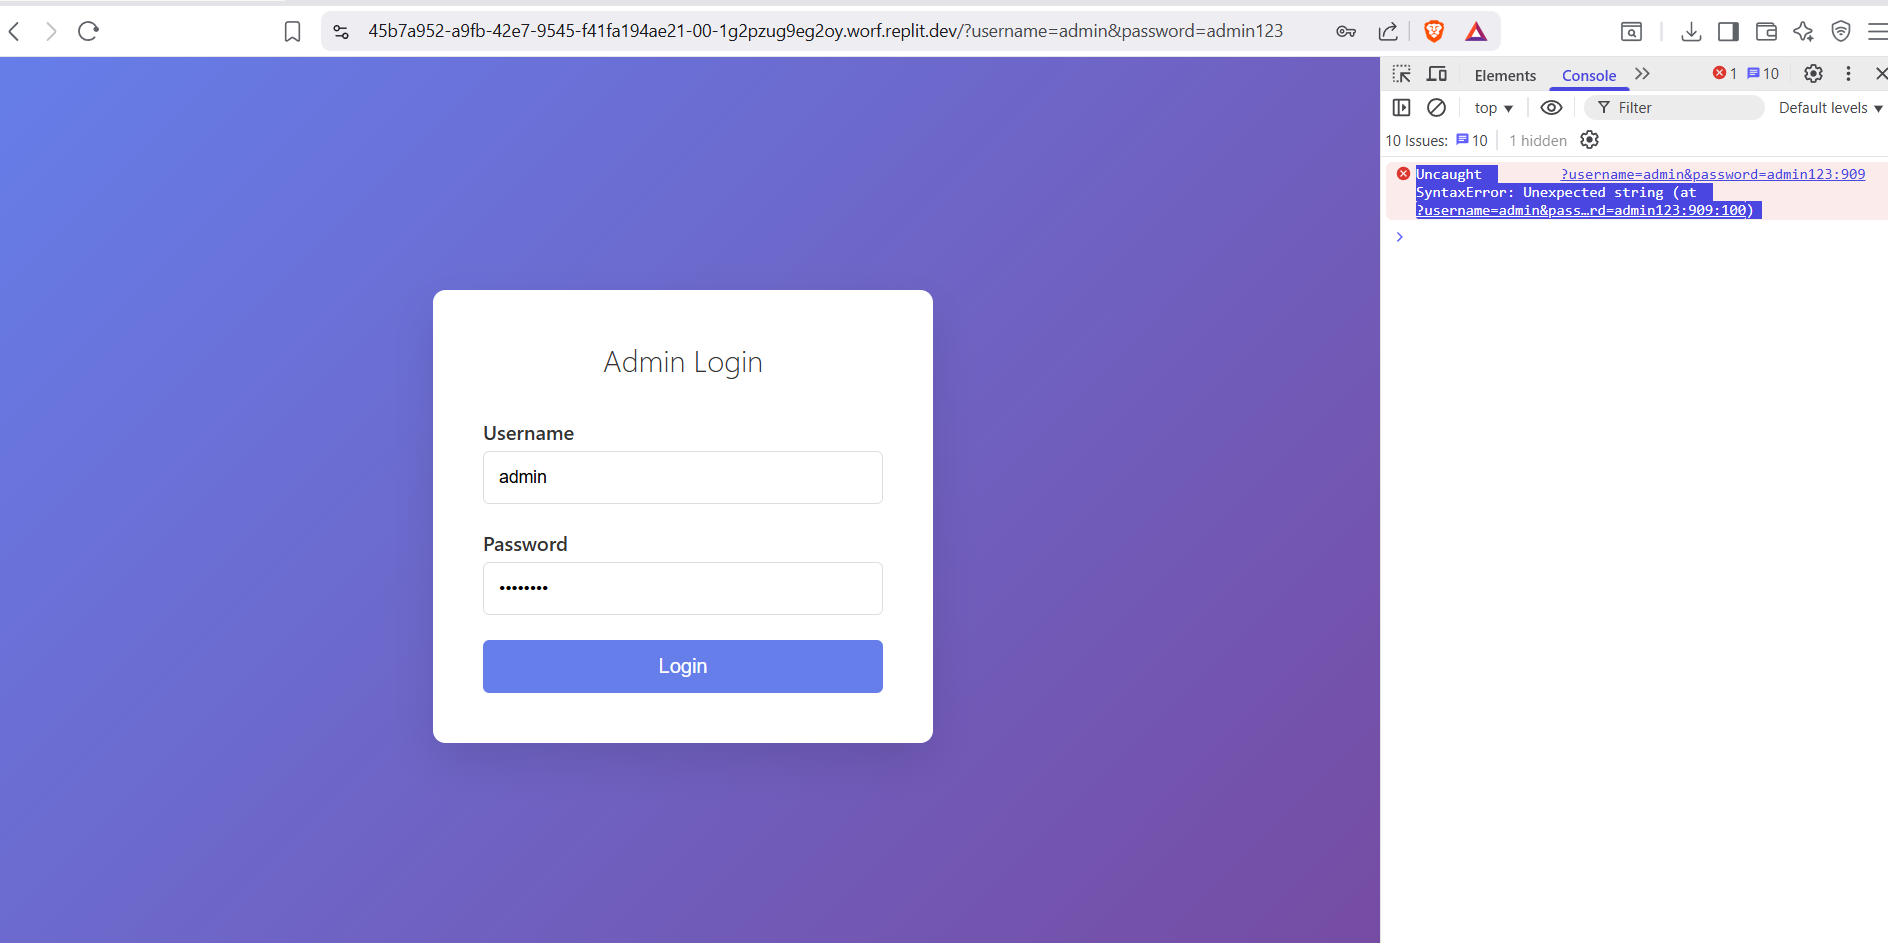 45b7a952-a9fb-42e7-9545-f41fa194ae21-00-1g2pzug9eg2oy.worf.replit.dev/?username=admin&password=admin123
Elements Console 1 10
top Filter Default levels
10 Issues: 10 1 hidden
Uncaught ?username=admin&password=admin123:909
SyntaxError: Unexpected string (at
?username=admin&pass…rd=admin123:909:100)
Admin Login
Username
admin
Password
••••••••
Login